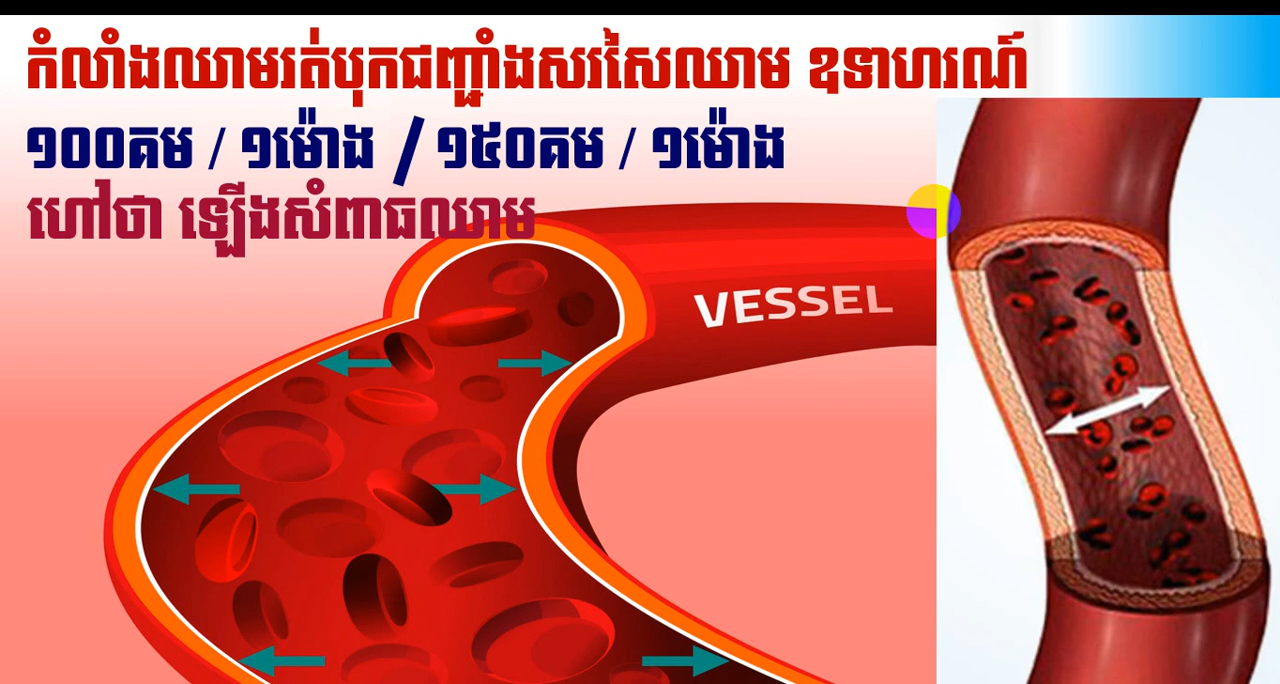 កំលាំងឈាមរត់បុកជញ្ជាំងសរសៃឈាម ឧទាហរណ៍
១០០គម / ១ម៉ោង / ១៥០គម / ១ម៉ោង
ហៅថា ឡើងសំពាធឈាម
VESSEL